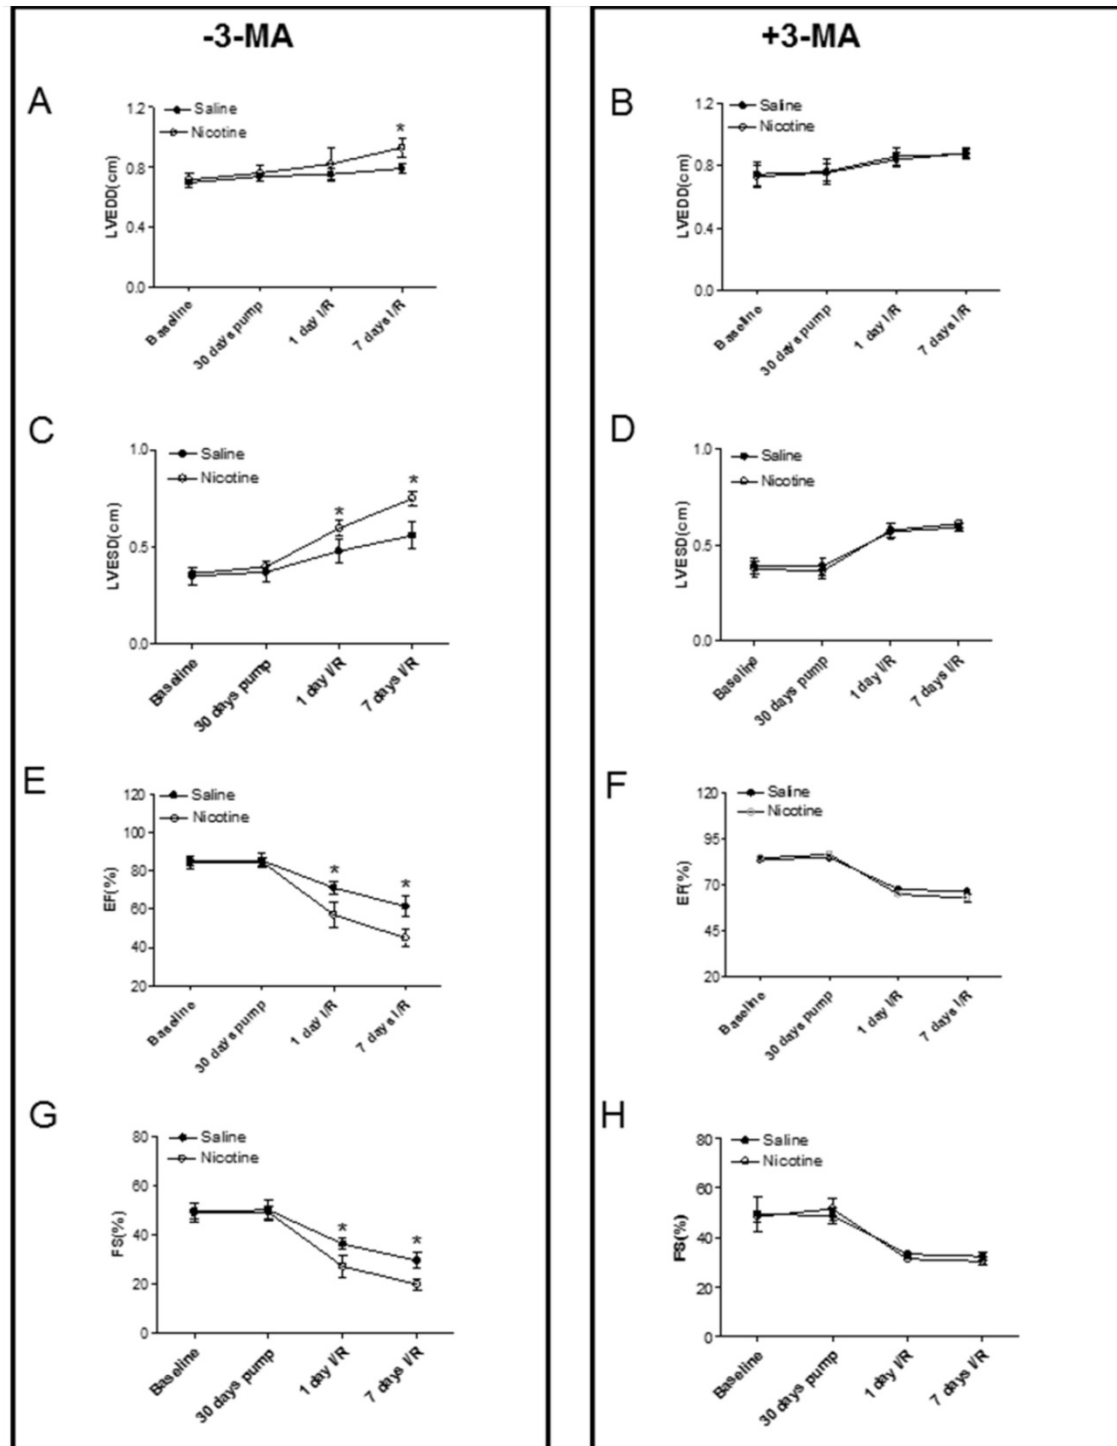 -3-MA
+3-MA
A
Saline
Nicotine
LVEDD(cm)
1.2
0.8
0.4
0.0
*
Baseline
30 days pump
1 day I/R
7 days I/R
B
Saline
Nicotine
LVEDD(cm)
1.2
0.8
0.4
0.0
Baseline
30 days pump
1 day I/R
7 days I/R
C
Saline
Nicotine
LVESD(cm)
1.0
0.5
0.0
*
*
Baseline
30 days pump
1 day I/R
7 days I/R
D
Saline
Nicotine
LVESD(cm)
1.0
0.5
0.0
Baseline
30 days pump
1 day I/R
7 days I/R
E
Saline
Nicotine
EF(%)
120
100
80
60
40
20
*
*
Baseline
30 days pump
1 day I/R
7 days I/R
F
Saline
Nicotine
EF(%)
120
95
70
45
20
Baseline
30 days pump
1 day I/R
7 days I/R
G
Saline
Nicotine
FS(%)
80
60
40
20
0
*
*
Baseline
30 days pump
1 day I/R
7 days I/R
H
Saline
Nicotine
FS(%)
80
60
40
20
0
Baseline
30 days pump
1 day I/R
7 days I/R